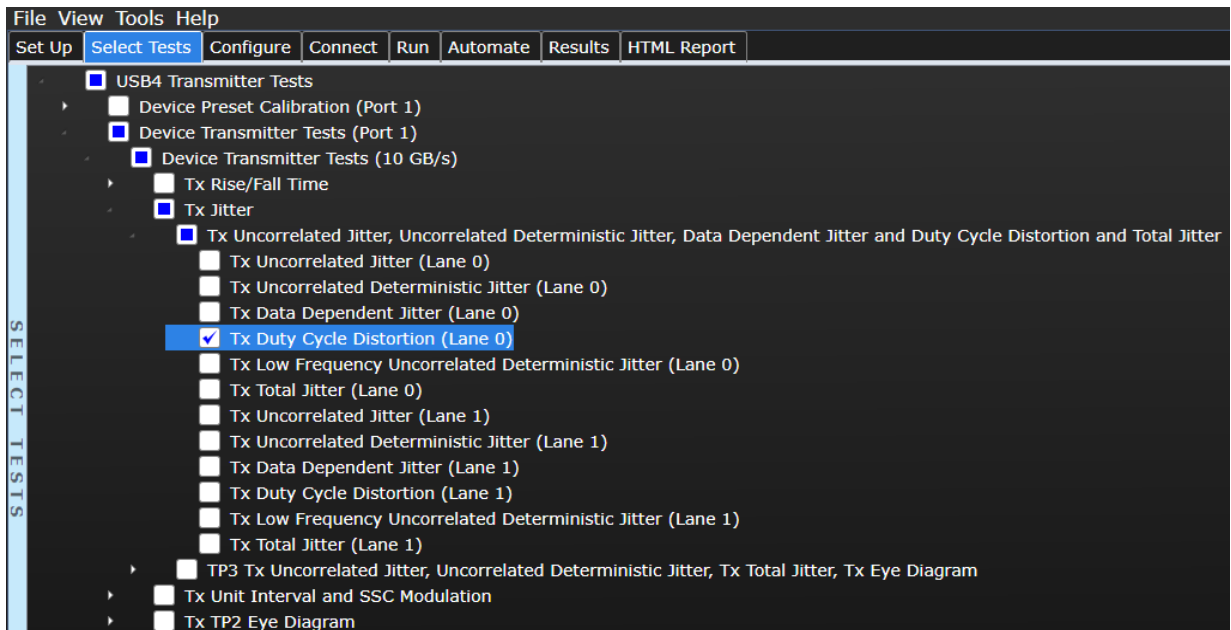 File View Tools Help
Set Up Select Tests Configure Connect Run Automate Results HTML Report
USB4 Transmitter Tests
Device Preset Calibration (Port 1)
Device Transmitter Tests (Port 1)
Device Transmitter Tests (10 GB/s)
Tx Rise/Fall Time
Tx Jitter
Tx Uncorrelated Jitter, Uncorrelated Deterministic Jitter, Data Dependent Jitter and Duty Cycle Distortion and Total Jitter
Tx Uncorrelated Jitter (Lane 0)
Tx Uncorrelated Deterministic Jitter (Lane 0)
Tx Data Dependent Jitter (Lane 0)
Tx Duty Cycle Distortion (Lane 0)
Tx Low Frequency Uncorrelated Deterministic Jitter (Lane 0)
Tx Total Jitter (Lane 0)
Tx Uncorrelated Jitter (Lane 1)
Tx Uncorrelated Deterministic Jitter (Lane 1)
Tx Data Dependent Jitter (Lane 1)
Tx Duty Cycle Distortion (Lane 1)
Tx Low Frequency Uncorrelated Deterministic Jitter (Lane 1)
Tx Total Jitter (Lane 1)
TP3 Tx Uncorrelated Jitter, Uncorrelated Deterministic Jitter, Tx Total Jitter, Tx Eye Diagram
Tx Unit Interval and SSC Modulation
Tx TP2 Eye Diagram
SELECT TESTS